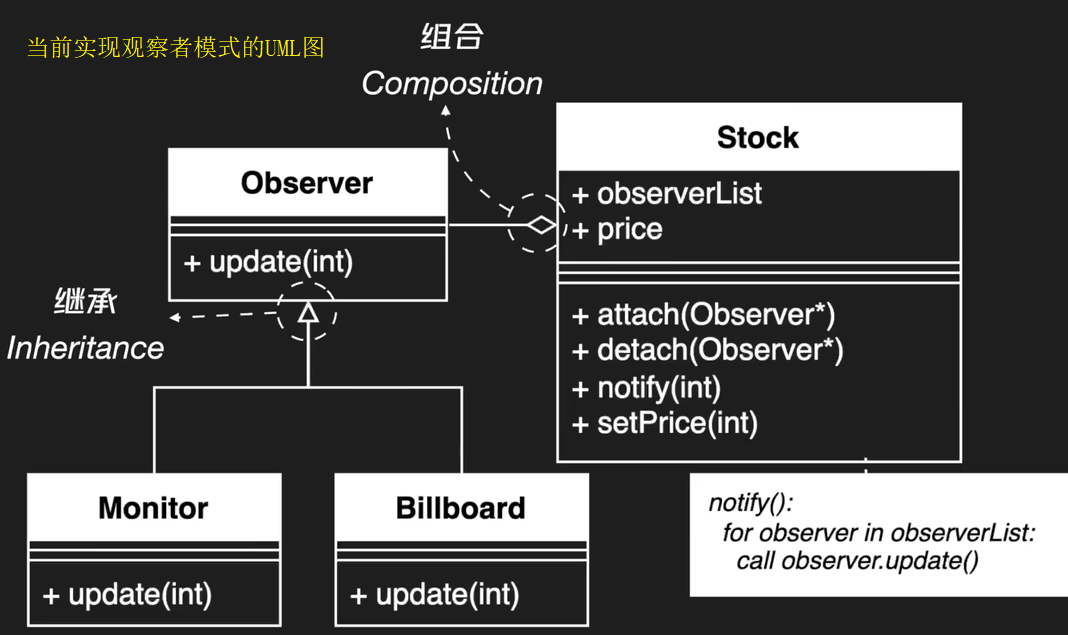 当前实现观察者模式的UML图
组合
Composition
Stock
+ observerList
+ price
+ attach(Observer*)
+ detach(Observer*)
+ notify(int)
+ setPrice(int)
Observer
+ update(int)
继承
Inheritance
Monitor
+ update(int)
Billboard
+ update(int)
notify():
for observer in observerList:
call observer.update()